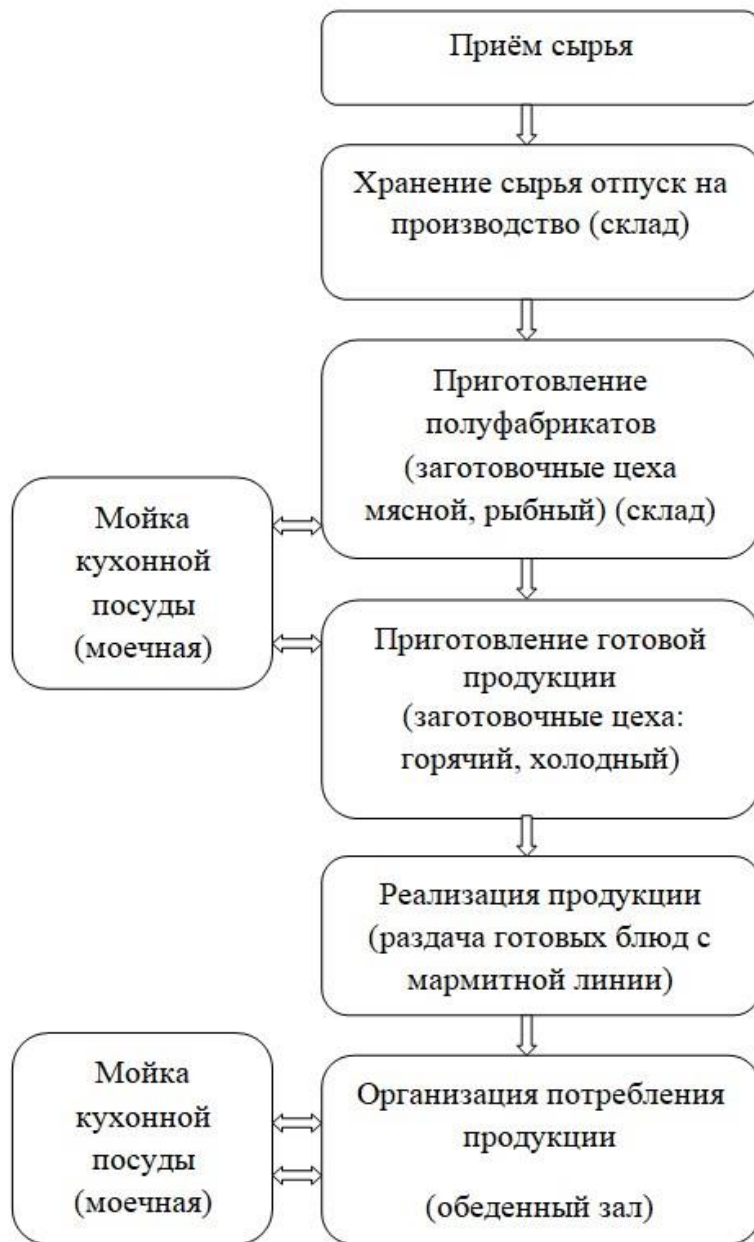 Приём сырья
Хранение сырья отпуск на
производство (склад)
Приготовление
полуфабрикатов
(заготовочные цеха
мясной, рыбный) (склад)
Мойка
кухонной
посуды
(моечная)
Приготовление готовой
продукции
(заготовочные цеха:
горячий, холодный)
Реализация продукции
(раздача готовых блюд с
мармитной линии)
Мойка
кухонной
посуды
(моечная)
Организация потребления
продукции
(обеденный зал)